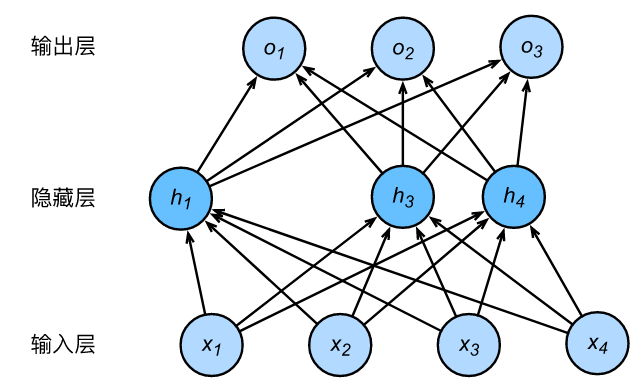 输出层 o1 o2 o3
隐藏层 h1 h3 h4
输入层 x1 x2 x3 x4